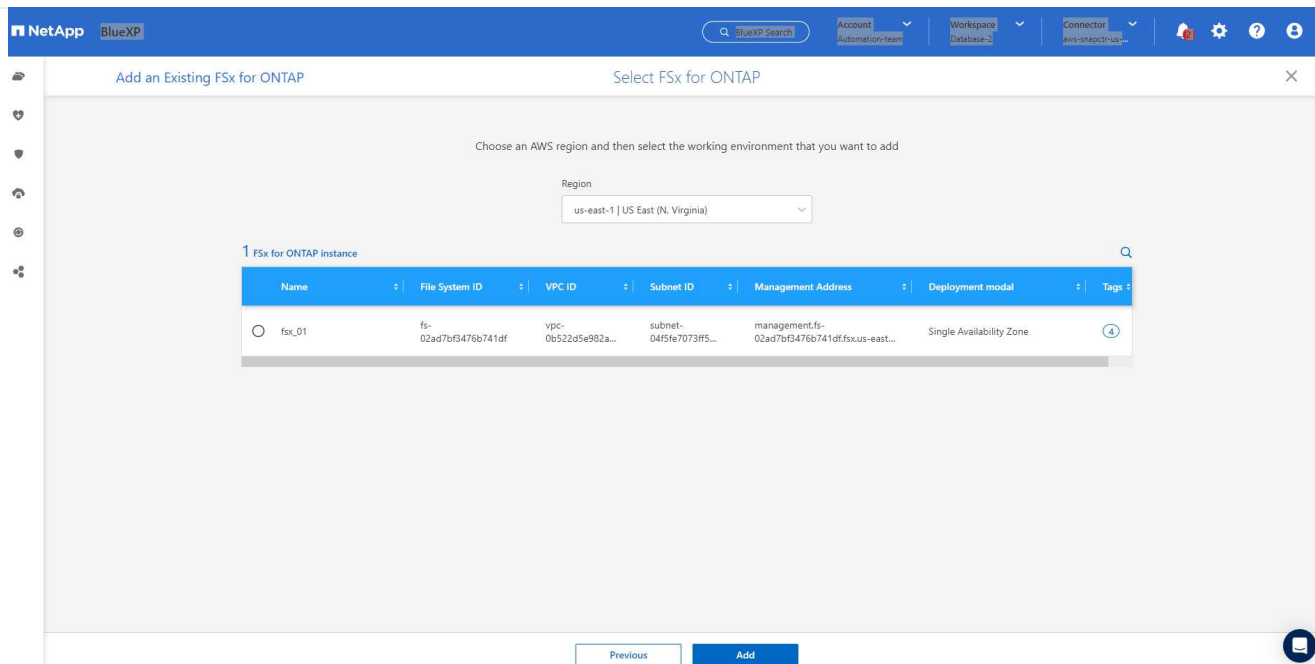 NetApp BlueXP
BlueXP Search
Account
Automation-team
Workspace
Database-2
Connector
aws-snapctr-us-...
2
Add an Existing FSx for ONTAP
Select FSx for ONTAP
Choose an AWS region and then select the working environment that you want to add
Region
us-east-1 | US East (N. Virginia)
1 FSx for ONTAP instance
Name File System ID VPC ID Subnet ID Management Address Deployment modal Tags
fsx_01 fs- vpc- subnet- management.fs- Single Availability Zone 4
02ad7bf3476b741df 0b522d5e982a... 04f5fe7073ff5... 02ad7bf3476b741df.fsx.us-east...
Previous Add